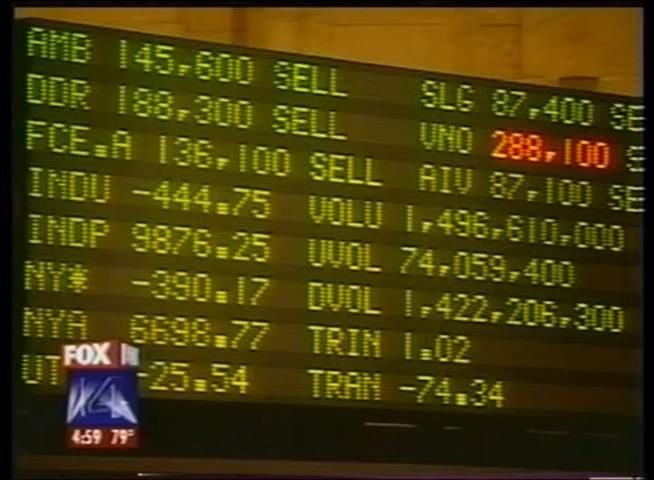 AMB 145,600 SELL SLG 87,400 SE
DDR 188,300 SELL VNO 288,100 S
FCE.A 136,100 SELL AIV 87,100 SE
INDU -444.75 VOLU 1,496,610,000
INDP 9876.25 UVOL 74,059,400
NY* -390.17 DVOL 1,422,206,300
NYA 6698.77 TRIN 1.02
UT -25.54 TRAN -74.34
FOX
4
4:59 79°